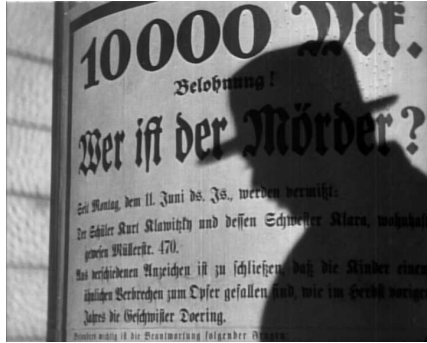 10000 Mk.
Belohnung!
Wer ist der Mörder?
Seit Montag, dem 11. Juni ds. Js., werden vermißt:
Der Schüler Kurt Klawitzky und dessen Schwester Klara, wohnhaft
gewesen Müllerstr. 470.
Aus verschiedenen Anzeichen ist zu schließen, daß die Kinder einem
ähnlichen Verbrechen zum Opfer gefallen sind, wie im Herbst vorigen
Jahres die Geschwister Doering.
Besonders wichtig ist die Beantwortung folgender Fragen: